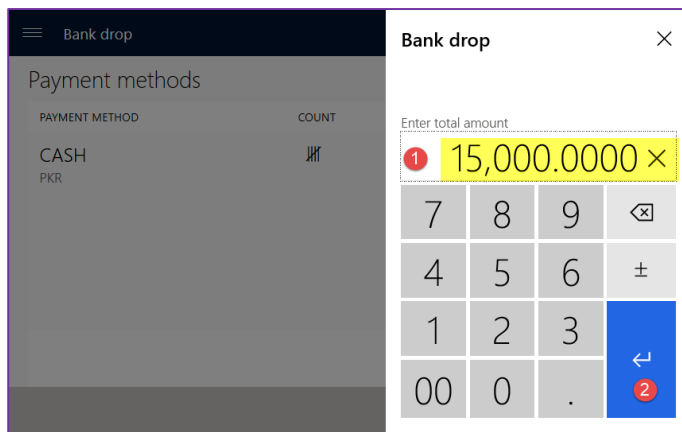 Bank drop
Payment methods
PAYMENT METHOD COUNT
CASH
PKR
Bank drop
Enter total amount
1 15,000.0000
7 8 9
4 5 6 ±
1 2 3
00 0 . 2